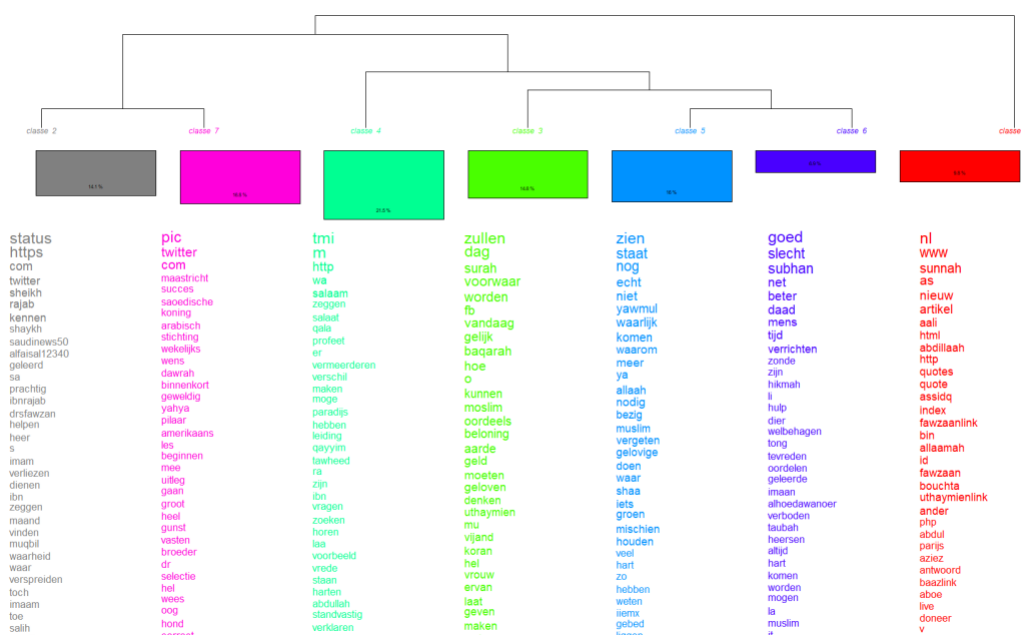 classe 2
classe 7
classe 4
classe 3
classe 5
classe 6
classe
14.1 %
status
https
com
twitter
sheikh
rajab
kennen
shaykh
saudinews50
alfaisal12340
geleerd
sa
prachtig
ibnrajab
drsfawzan
helpen
heer
s
imam
verliezen
dienen
ibn
zeggen
maand
vinden
muqbil
waarheid
waar
verspreiden
toch
imaam
toe
salih
pic
twitter
com
maastricht
succes
saoedische
koning
arabisch
stichting
wekelijks
wens
dawrah
binnenkort
geweldig
yahya
pilaar
amerikaans
les
beginnen
mee
uitleg
gaan
groot
heel
gunst
vasten
broeder
dr
selectie
hel
wees
oog
hond
tmi
m
http
wa
salaam
zeggen
salaat
qala
profeet
er
vermeerderen
verschil
maken
moge
paradijs
hebben
leiding
qayyim
tawheed
ra
zijn
ibn
vragen
zoeken
horen
laa
voorbeeld
vrede
staan
harten
abdullah
standvastig
verklaren
zullen
dag
surah
voorwaar
worden
fb
vandaag
gelijk
baqarah
hoe
o
kunnen
moslim
oordeels
beloning
aarde
geld
moeten
geloven
denken
uthaymien
mu
vijand
koran
hel
vrouw
ervan
laat
geven
maken
zien
staat
nog
echt
niet
yawmul
waarlijk
komen
waarom
meer
ya
allaah
nodig
bezig
muslim
vergeten
gelovige
doen
waar
shaa
iets
groen
mischien
houden
veel
hart
zo
hebben
weten
iiemx
gebed
goed
slecht
subhan
net
beter
daad
mens
tijd
verrichten
zonde
zijn
hikmah
li
hulp
dier
welbehagen
tong
tevreden
oordelen
geleerde
imaan
alhoedawanoer
verboden
taubah
heersen
altijd
hart
komen
worden
mogen
la
muslim
nl
www
sunnah
as
nieuw
artikel
aali
html
abdillaah
http
quotes
quote
assidq
index
fawzaanlink
bin
allaamah
id
fawzaan
bouchta
uthaymienlink
ander
php
abdul
parijs
aziez
antwoord
baazlink
aboe
live
doneer